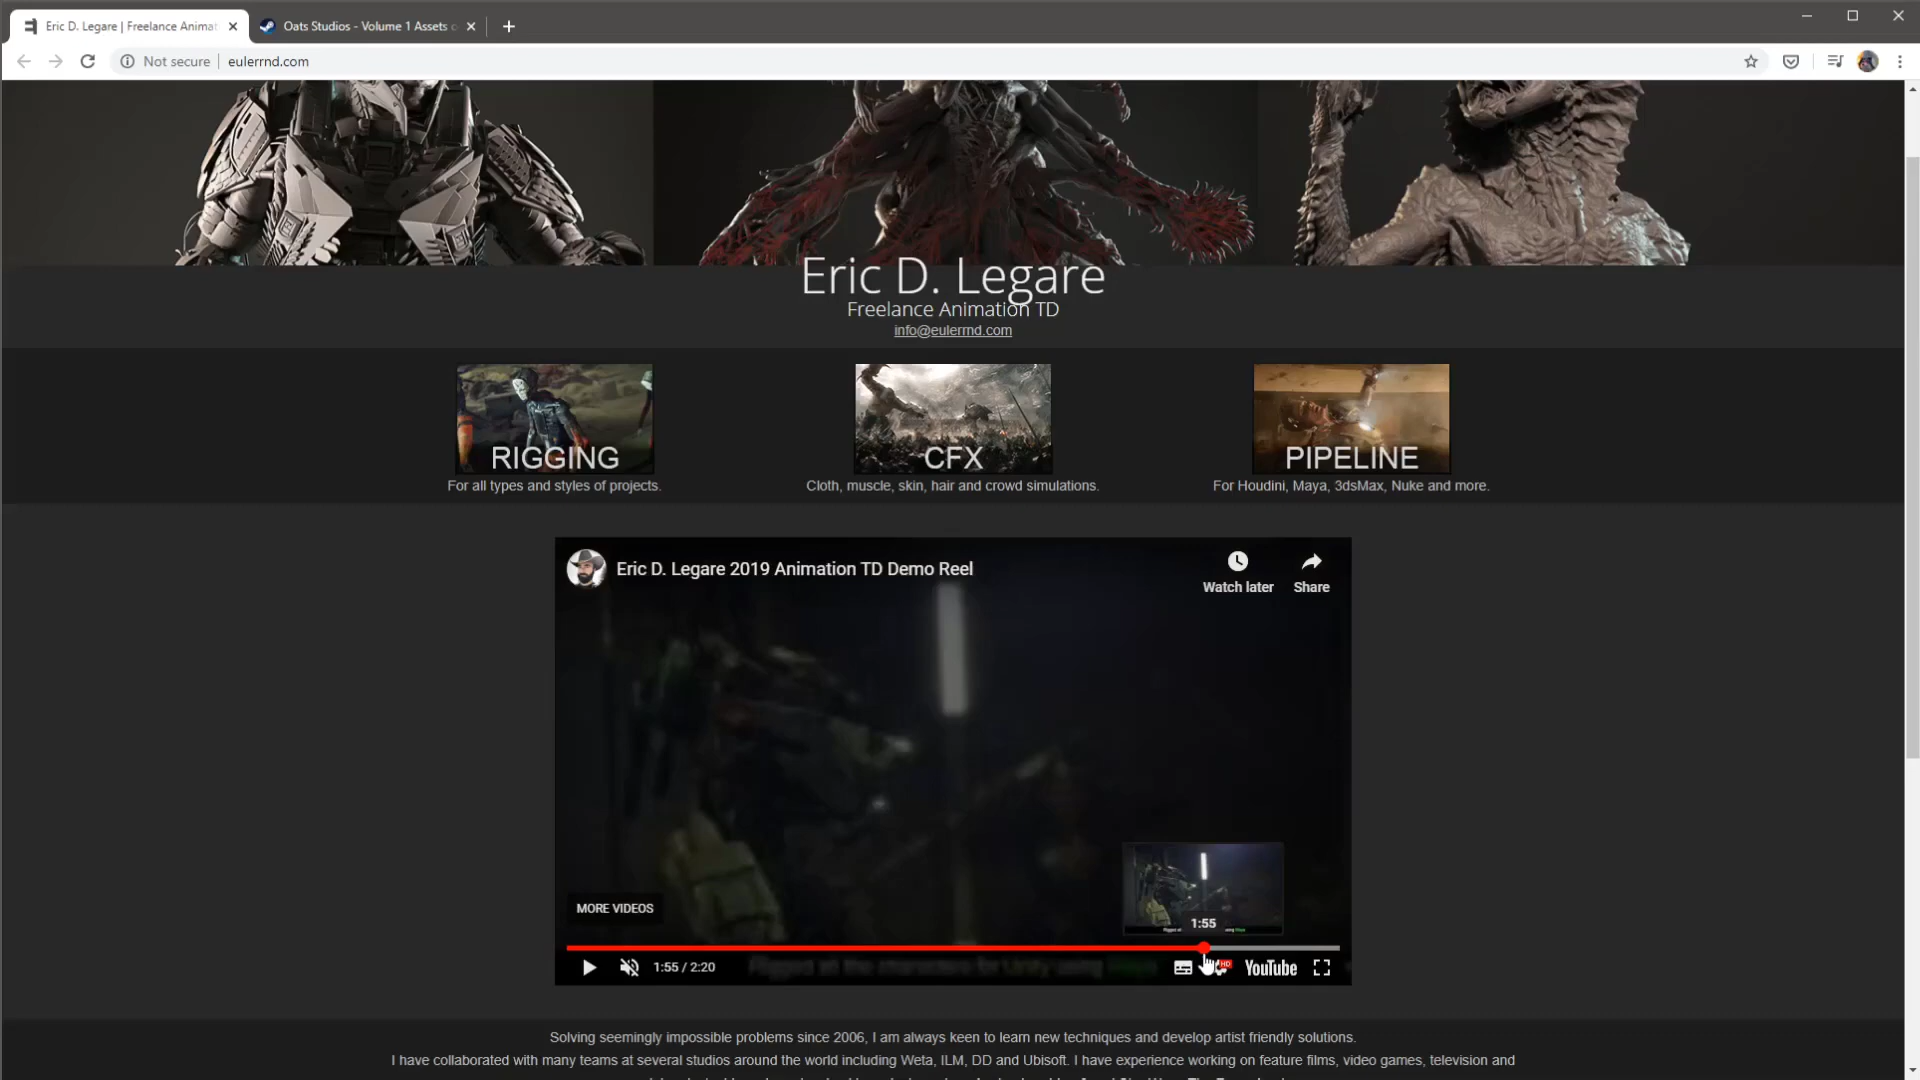 Eric D. Legare | Freelance Animat
Oats Studios - Volume 1 Assets o
Not secure
eulerrnd.com
Eric D. Legare
Freelance Animation TD
info@eulerrnd.com
RIGGING
CFX
PIPELINE
For all types and styles of projects.
Cloth, muscle, skin, hair and crowd simulations.
For Houdini, Maya, 3dsMax, Nuke and more.
Eric D. Legare 2019 Animation TD Demo Reel
Watch later
Share
MORE VIDEOS
1:55
1:55 / 2:20
HD
YouTube
Solving seemingly impossible problems since 2006, I am always keen to learn new techniques and develop artist friendly solutions.
I have collaborated with many teams at several studios around the world including Weta, ILM, DD and Ubisoft. I have experience working on feature films, video games, television and